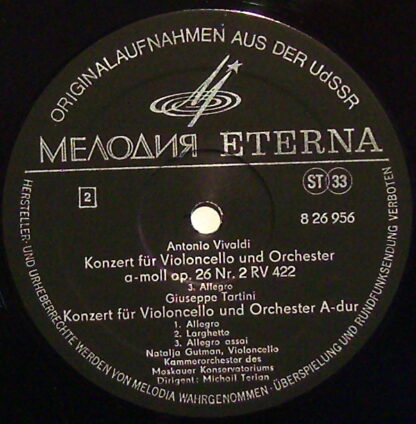 ORIGINALAUFNAHMEN AUS DER UdSSR
МЕЛОДИЯ ETERNA
ST 33
2
8 26 956
Antonio Vivaldi
Konzert für Violoncello und Orchester
a-moll op. 26 Nr. 2 RV 422
3. Allegro
Giuseppe Tartini
Konzert für Violoncello und Orchester A-dur
1. Allegro
2. Larghetto
3. Allegro assai
Natalja Gutman, Violoncello
Kammerorchester des
Moskauer Konservatoriums
Dirigent: Michail Terian
HERSTELLER- UND URHEBERRECHTE WERDEN VON MELODIA WAHRGENOMMEN · ÜBERSPIELUNG UND RUNDFUNKSENDUNG VERBOTEN